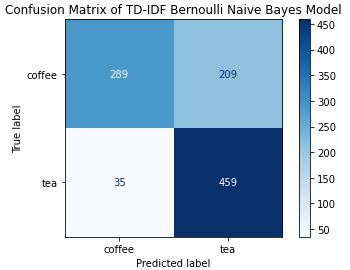 Confusion Matrix of TD-IDF Bernoulli Naive Bayes Model
450
400
350
300
250
200
150
100
50
True label
coffee
289
209
tea
35
459
coffee
tea
Predicted label